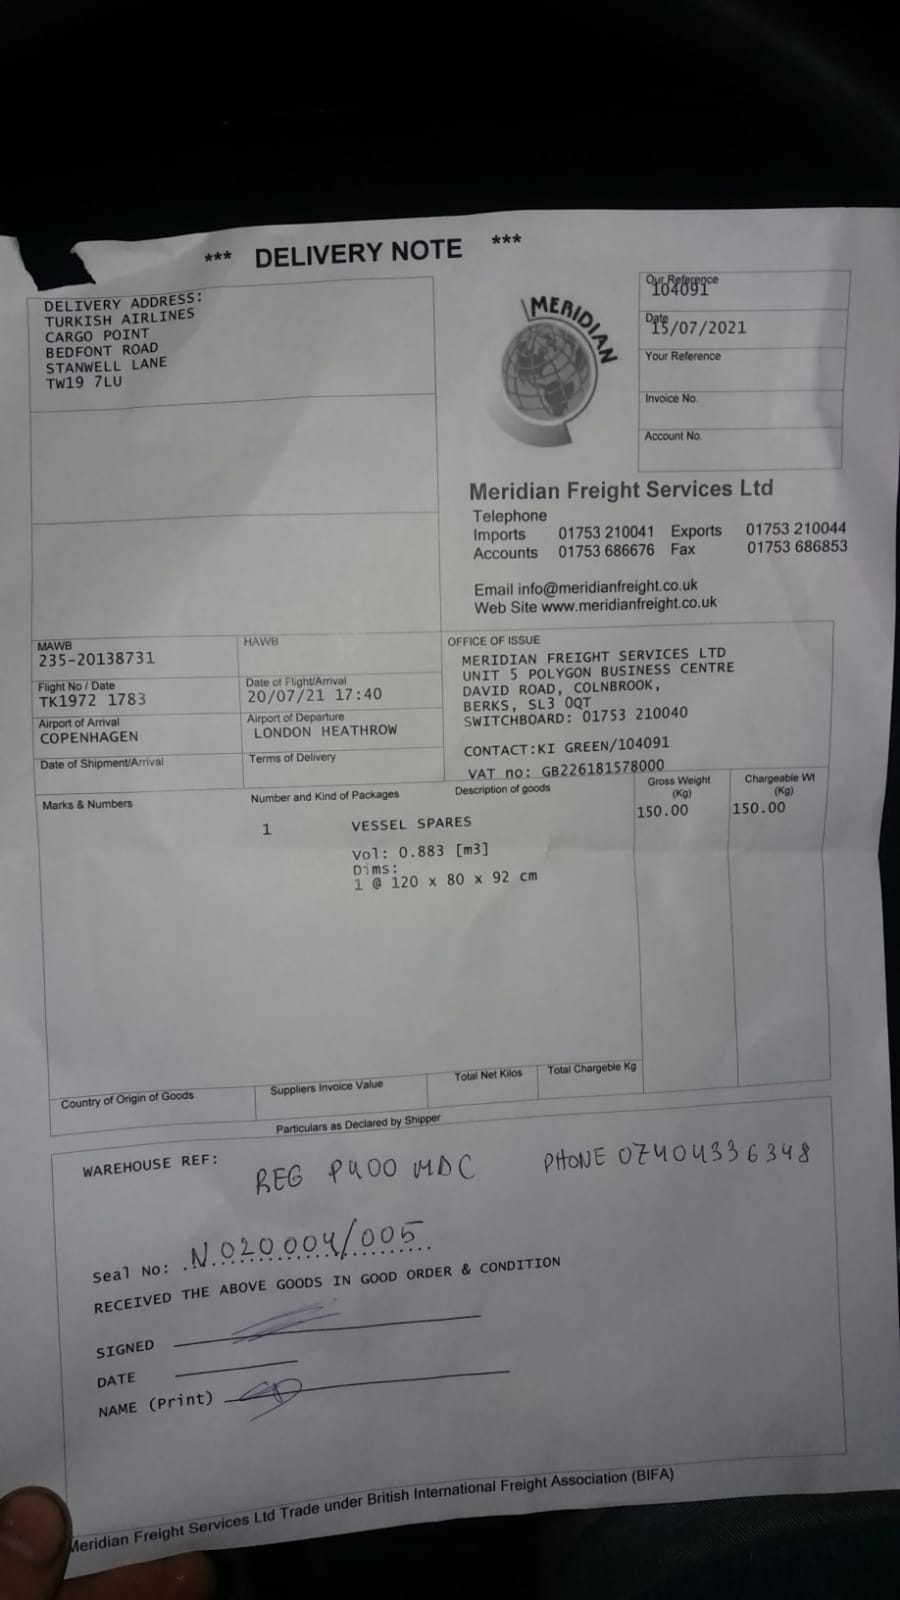 *** DELIVERY NOTE ***
DELIVERY ADDRESS:
TURKISH AIRLINES
CARGO POINT
BEDFONT ROAD
STANWELL LANE
TW19 7LU
MERIDIAN
Our Reference
104091
Date
15/07/2021
Your Reference
Invoice No.
Account No.
Meridian Freight Services Ltd
Telephone
Imports 01753 210041 Exports 01753 210044
Accounts 01753 686676 Fax 01753 686853
Email info@meridianfreight.co.uk
Web Site www.meridianfreight.co.uk
MAWB
235-20138731
HAWB
Flight No / Date
TK1972 1783
Date of Flight/Arrival
20/07/21 17:40
Airport of Arrival
COPENHAGEN
Airport of Departure
LONDON HEATHROW
Date of Shipment/Arrival
Terms of Delivery
OFFICE OF ISSUE
MERIDIAN FREIGHT SERVICES LTD
UNIT 5 POLYGON BUSINESS CENTRE
DAVID ROAD, COLNBROOK,
BERKS, SL3 0QT
SWITCHBOARD: 01753 210040
CONTACT:KI GREEN/104091
VAT no: GB226181578000
Marks & Numbers
Number and Kind of Packages
Description of goods
Gross Weight
(Kg)
Chargeable Wt
(Kg)
1 VESSEL SPARES 150.00 150.00
Vol: 0.883 [m3]
Dims:
1 @ 120 x 80 x 92 cm
Country of Origin of Goods
Suppliers Invoice Value
Total Net Kilos
Total Chargeble Kg
Particulars as Declared by Shipper
WAREHOUSE REF:
REG P400 MDC PHONE 07404336348
Seal No: N.020004/005
RECEIVED THE ABOVE GOODS IN GOOD ORDER & CONDITION
SIGNED
DATE
NAME (Print)
Meridian Freight Services Ltd Trade under British International Freight Association (BIFA)